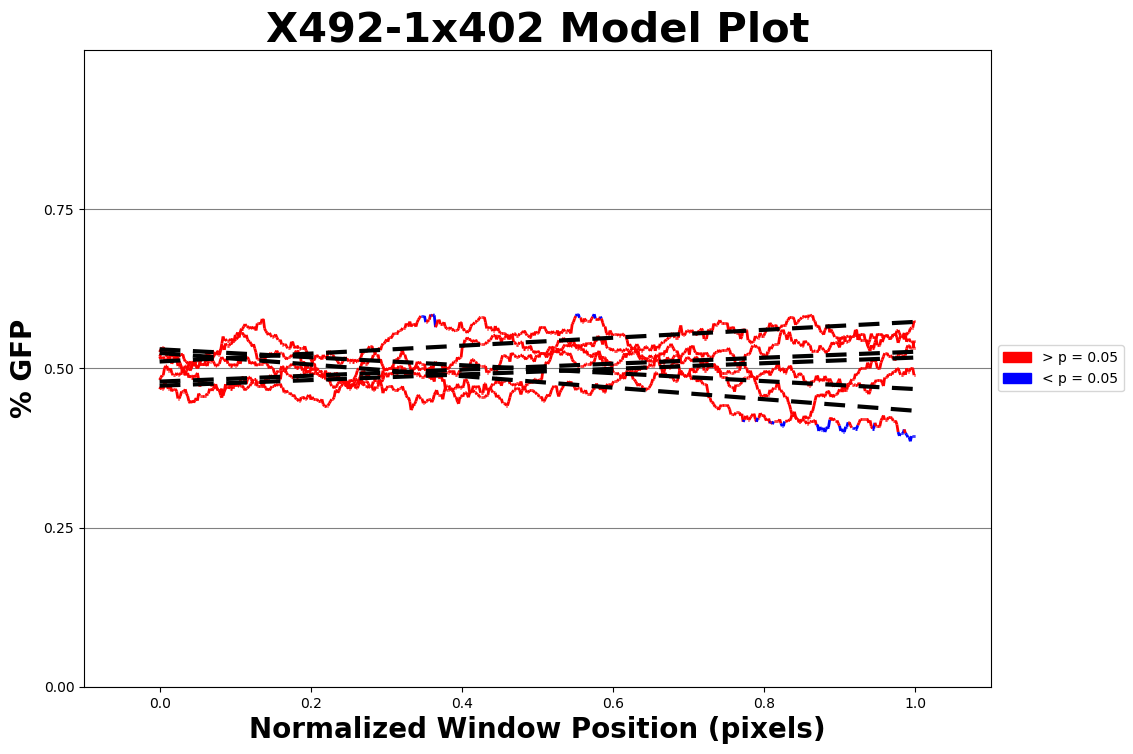 X492-1x402 Model Plot
% GFP
0.75
0.50
0.25
0.00
0.0 0.2 0.4 0.6 0.8 1.0
Normalized Window Position (pixels)
> p = 0.05
< p = 0.05